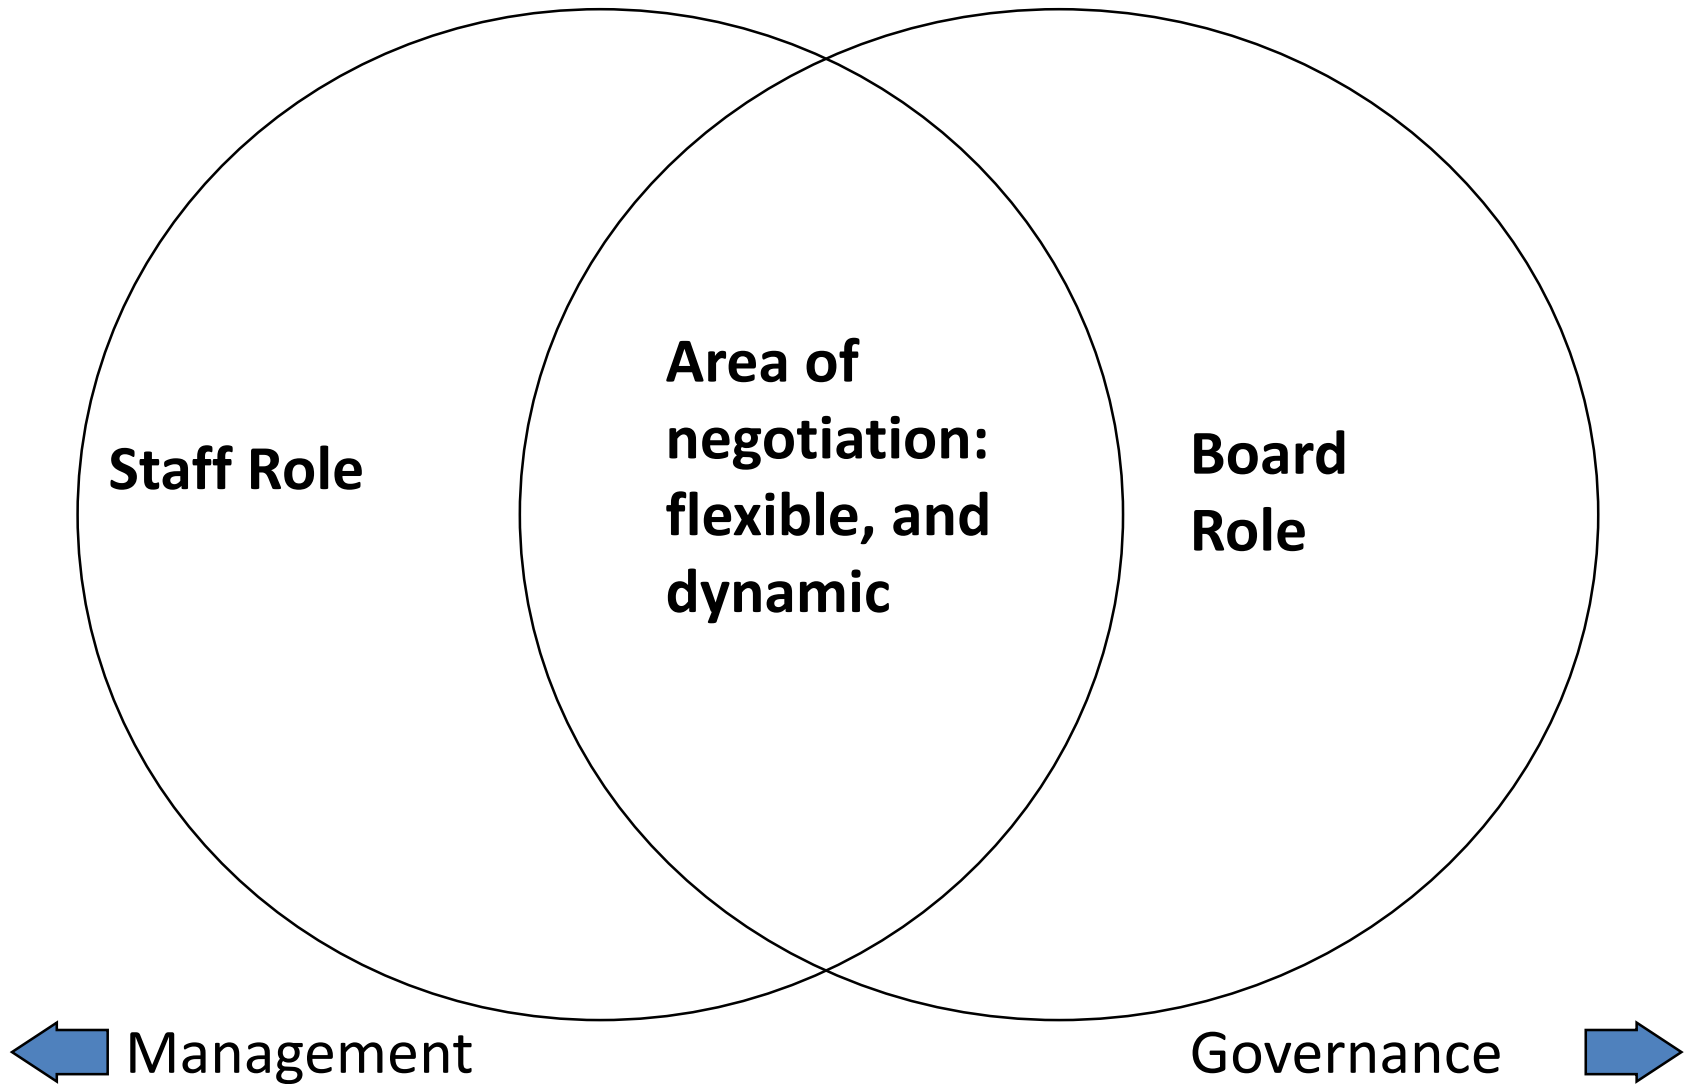 Staff Role
Area of
negotiation:
flexible, and
dynamic
Board
Role
Management
Governance